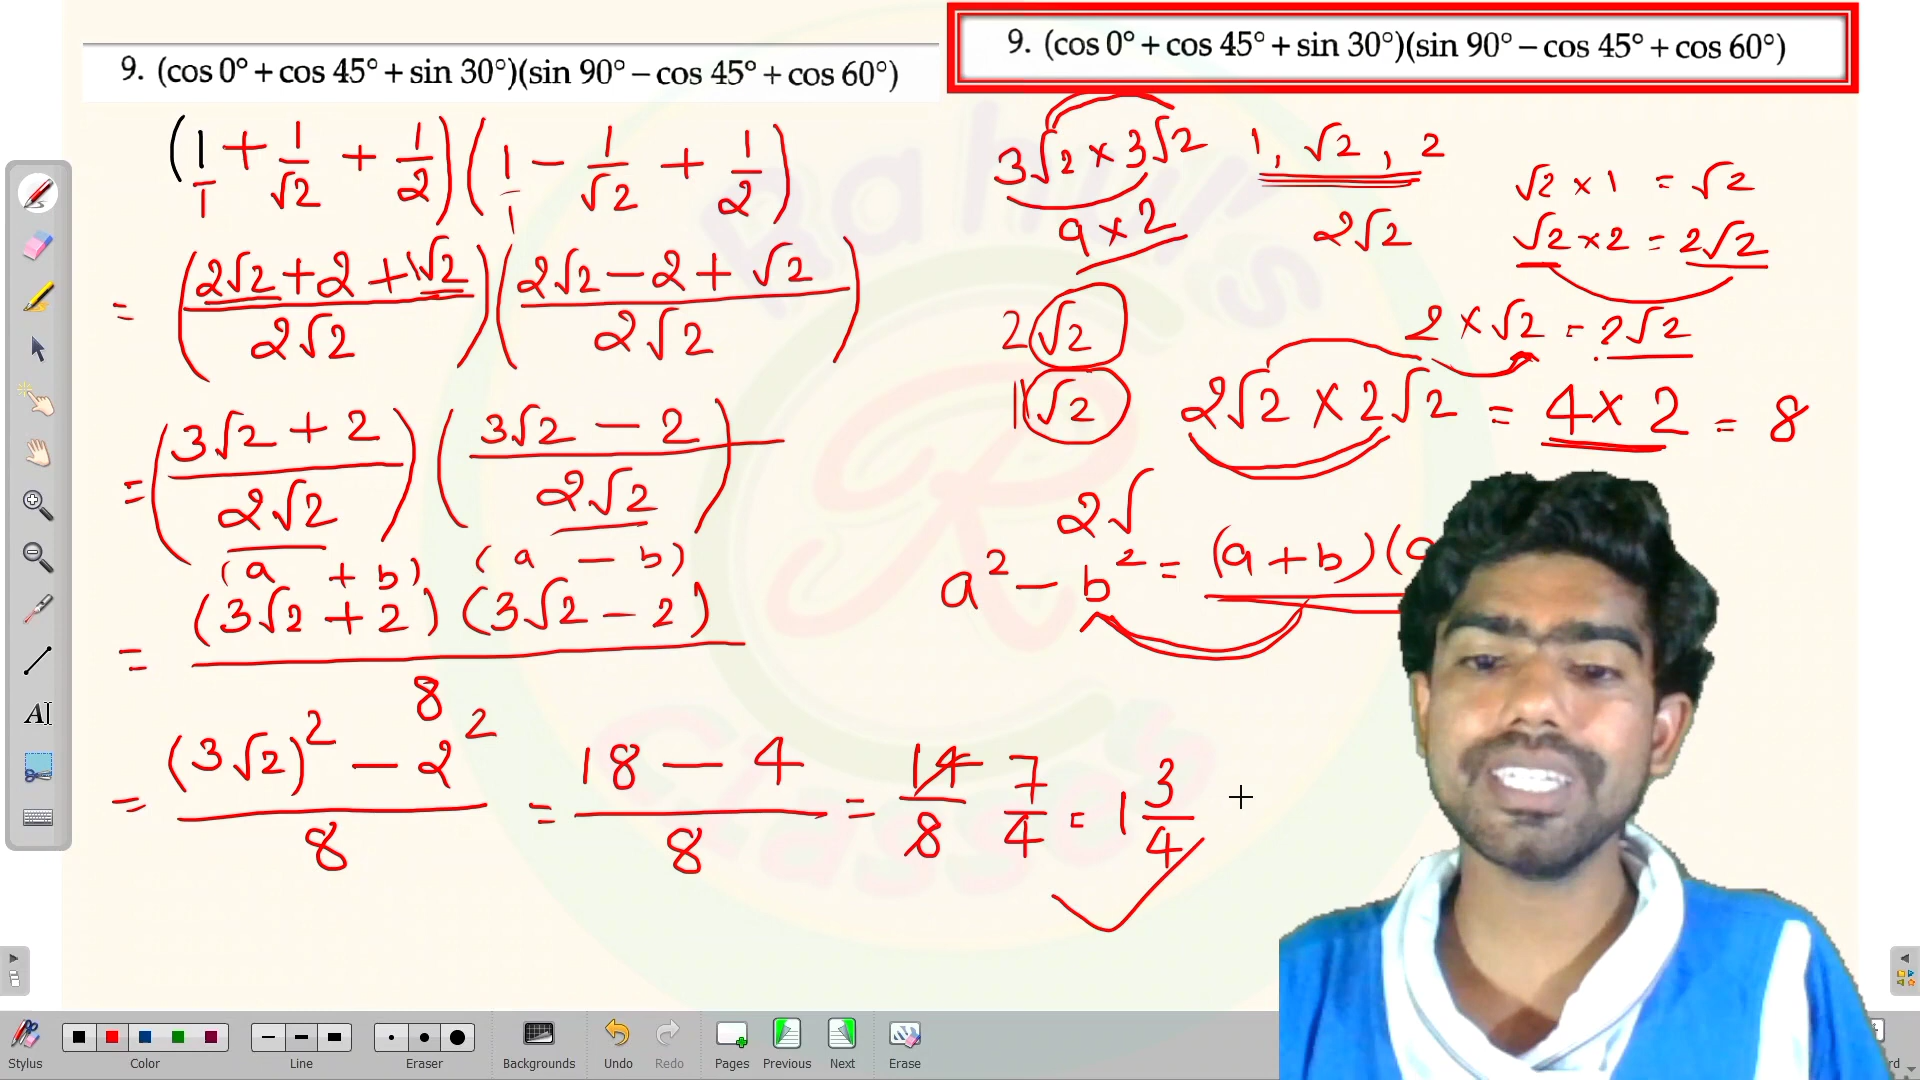 9. (cos 0° + cos 45° + sin 30°)(sin 90° − cos 45° + cos 60°)
9. (cos 0° + cos 45° + sin 30°)(sin 90° − cos 45° + cos 60°)
(1/1 + 1/√2 + 1/2)(1/1 − 1/√2 + 1/2)
= ((2√2 + 2 + 1√2)/(2√2))((2√2 − 2 + √2)/(2√2))
= ((3√2 + 2)/(2√2))((3√2 − 2)/(2√2))
(a + b) (a − b)
= ((3√2 + 2)(3√2 − 2))/8
= ((3√2)² − 2²)/8 = (18 − 4)/8 = 14/8 7/4 = 1 3/4
3√2 × 3√2
9 × 2
1, √2, 2
2√2
√2 × 1 = √2
√2 × 2 = 2√2
2 × √2 = 2√2
2√2
1√2
2√2 × 2√2 = 4 × 2 = 8
2√
a² − b² = (a + b)(
Rahul's
R
Classes
AI
Stylus
Color
Line
Eraser
Backgrounds
Undo
Redo
Pages
Previous
Next
Erase